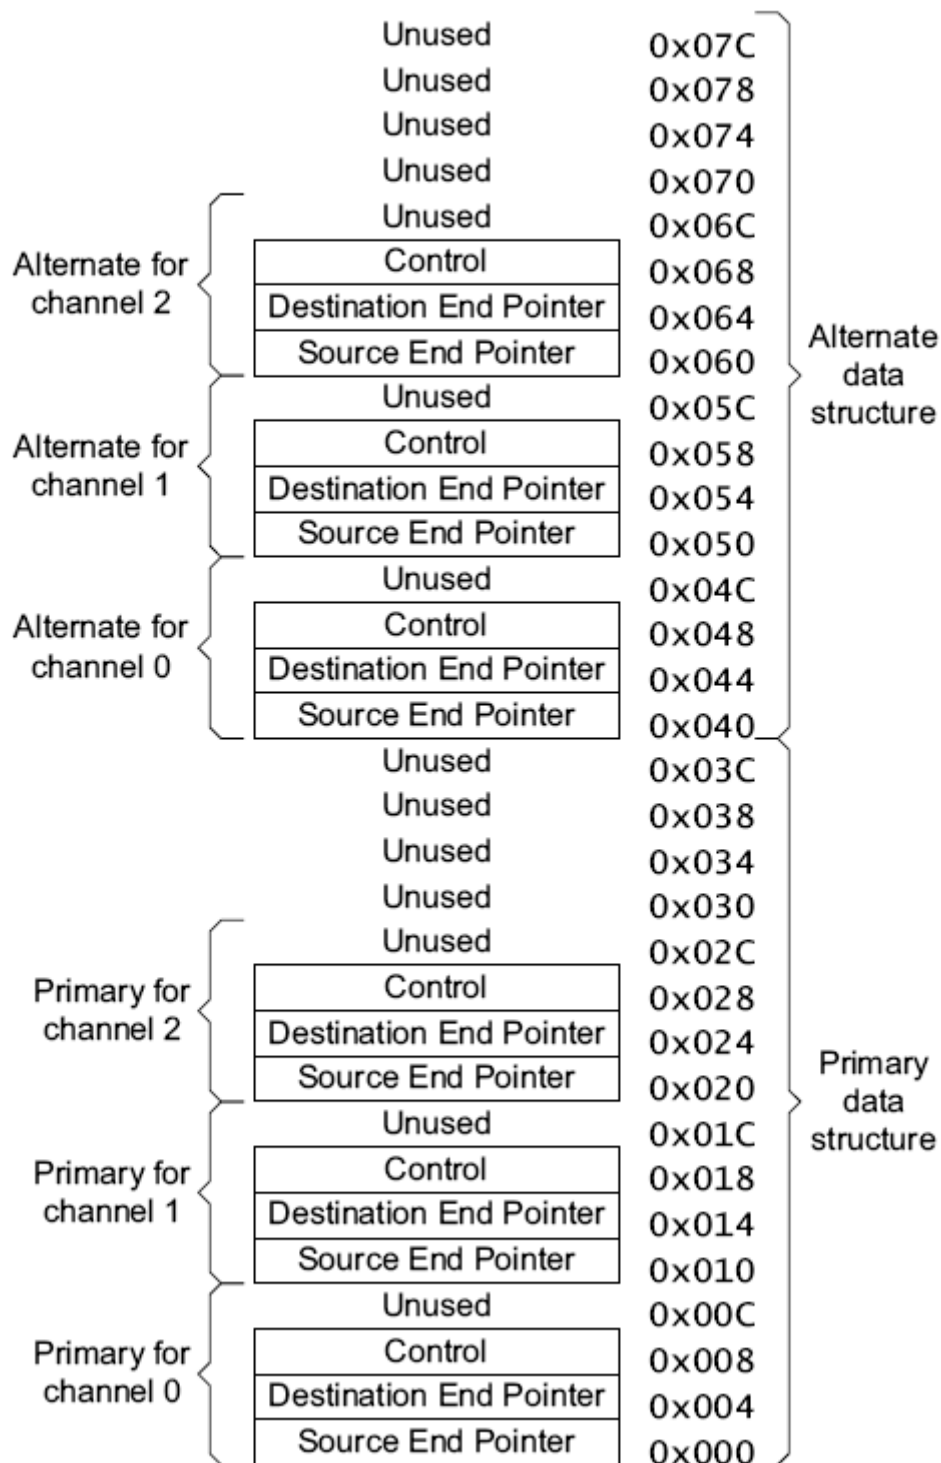 Unused 0x07C
Unused 0x078
Unused 0x074
Unused 0x070
Unused 0x06C
Alternate for
channel 2
Control 0x068
Destination End Pointer 0x064
Source End Pointer 0x060
Alternate
data
structure
Unused 0x05C
Alternate for
channel 1
Control 0x058
Destination End Pointer 0x054
Source End Pointer 0x050
Unused 0x04C
Alternate for
channel 0
Control 0x048
Destination End Pointer 0x044
Source End Pointer 0x040
Unused 0x03C
Unused 0x038
Unused 0x034
Unused 0x030
Unused 0x02C
Primary for
channel 2
Control 0x028
Destination End Pointer 0x024
Source End Pointer 0x020
Primary
data
structure
Unused 0x01C
Primary for
channel 1
Control 0x018
Destination End Pointer 0x014
Source End Pointer 0x010
Unused 0x00C
Primary for
channel 0
Control 0x008
Destination End Pointer 0x004
Source End Pointer 0x000